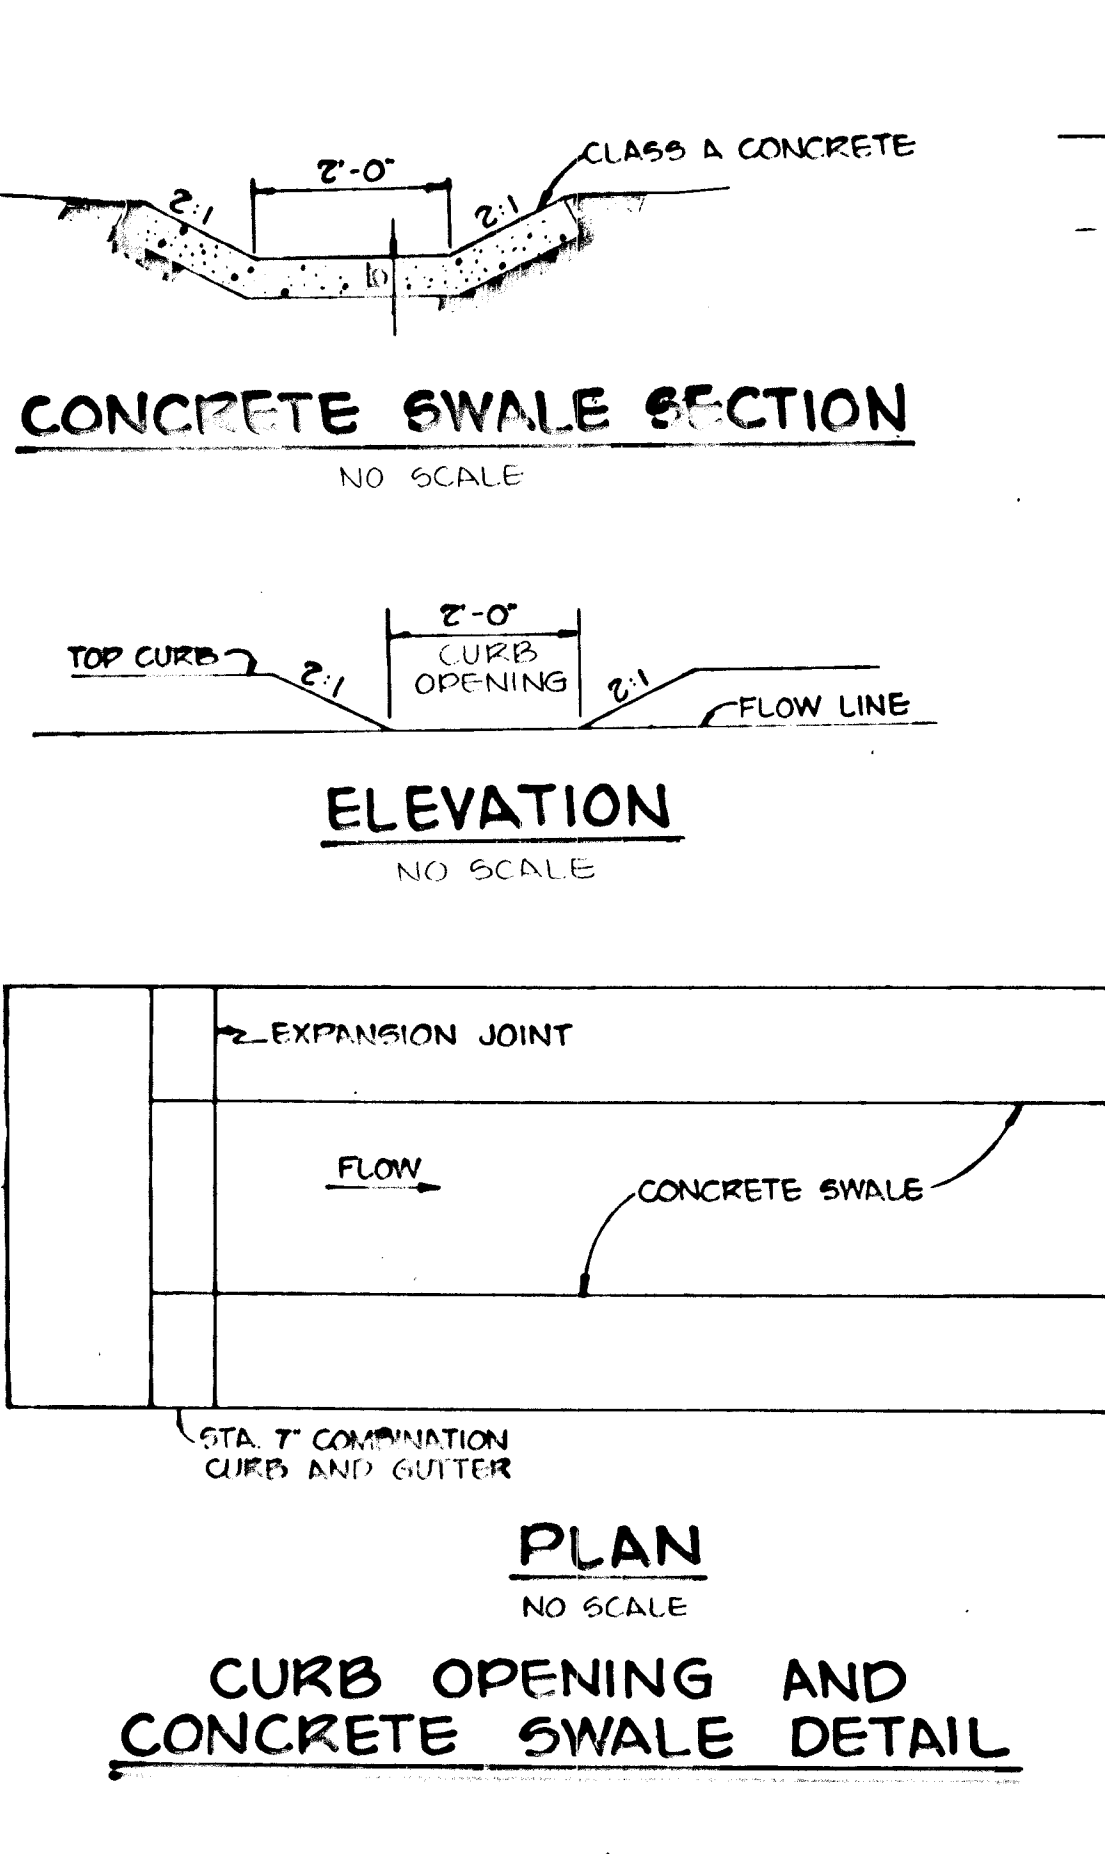 2'-0"
CLASS A CONCRETE
2:1
2:1
CONCRETE SWALE SECTION
NO SCALE
2'-0"
CURB
OPENING
TOP CURB
2:1
2:1
FLOW LINE
ELEVATION
NO SCALE
EXPANSION JOINT
FLOW
CONCRETE SWALE
STA. 7" COMBINATION
CURB AND GUTTER
PLAN
NO SCALE
CURB OPENING AND
CONCRETE SWALE DETAIL